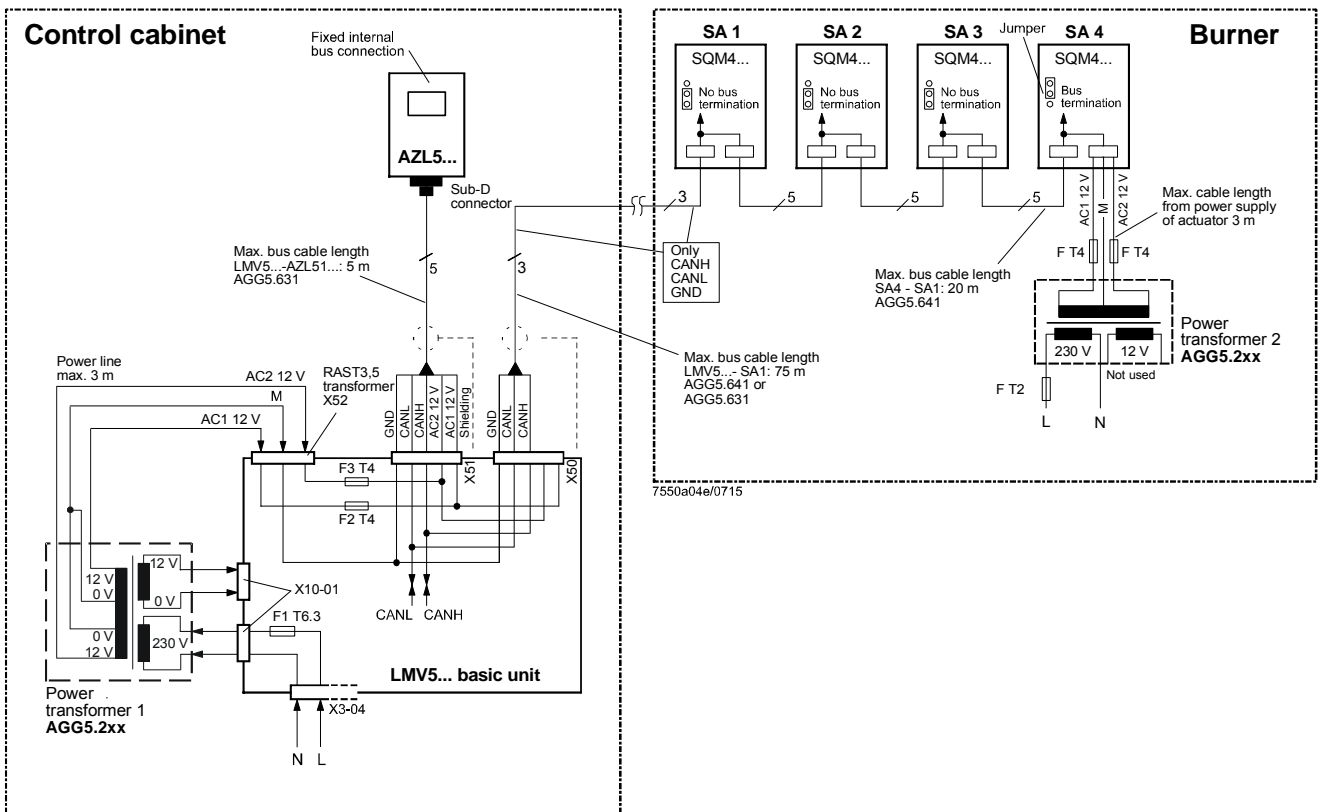 Control cabinet
Fixed internal
bus connection
AZL5...
Sub-D
connector
Max. bus cable length
LMV5...-AZL51...: 5 m
AGG5.631
5
3
Only
CANH
CANL
GND
Max. bus cable length
LMV5...- SA1: 75 m
AGG5.641 or
AGG5.631
Power line
max. 3 m
AC2 12 V
M
AC1 12 V
RAST3,5
transformer
X52
GND
CANL
CANH
AC2 12 V
AC1 12 V
Shielding
X51
GND
CANL
CANH
X50
F3 T4
F2 T4
12 V
0 V
0 V
12 V
12 V
0 V
230 V
X10-01
F1 T6.3
CANL
CANH
LMV5... basic unit
X3-04
N
L
Power
transformer 1
AGG5.2xx
Burner
SA 1
SA 2
SA 3
SA 4
Jumper
SQM4...
No bus
termination
SQM4...
No bus
termination
SQM4...
No bus
termination
SQM4...
Bus
termination
3
5
5
5
AC1 12 V
M
AC2 12 V
Max. cable length
from power supply
of actuator 3 m
F T4
F T4
Max. bus cable length
SA4 - SA1: 20 m
AGG5.641
230 V
12 V
Not used
Power
transformer 2
AGG5.2xx
F T2
L
N
7550a04e/0715